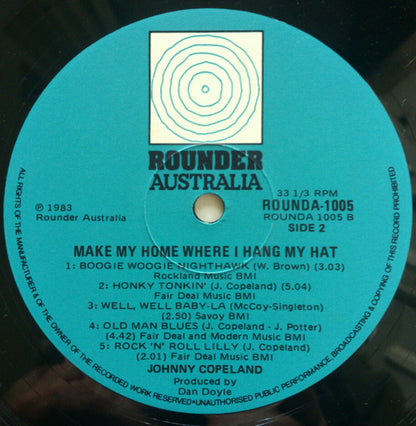 ROUNDER
AUSTRALIA
℗ 1983
Rounder Australia
33 1/3 RPM
ROUNDA-1005
ROUNDA 1005 B
SIDE 2
MAKE MY HOME WHERE I HANG MY HAT
1: BOOGIE WOOGIE NIGHTHAWK (W. Brown) (3.03)
Rockland Music BMI
2: HONKY TONKIN' (J. Copeland) (5.04)
Fair Deal Music BMI
3: WELL, WELL BABY-LA (McCoy-Singleton)
(2.50) Savoy BMI
4: OLD MAN BLUES (J. Copeland - J. Potter)
(4.42) Fair Deal and Modern Music BMI
5: ROCK 'N' ROLL LILLY (J. Copeland)
(2.01) Fair Deal Music BMI
JOHNNY COPELAND
Produced by
Dan Doyle
ALL RIGHTS OF THE MANUFACTURER & OF THE OWNER OF THE RECORDED WORK RESERVED•UNAUTHORISED PUBLIC PERFORMANCE, BROADCASTING & COPYING OF THIS RECORD PROHIBITED